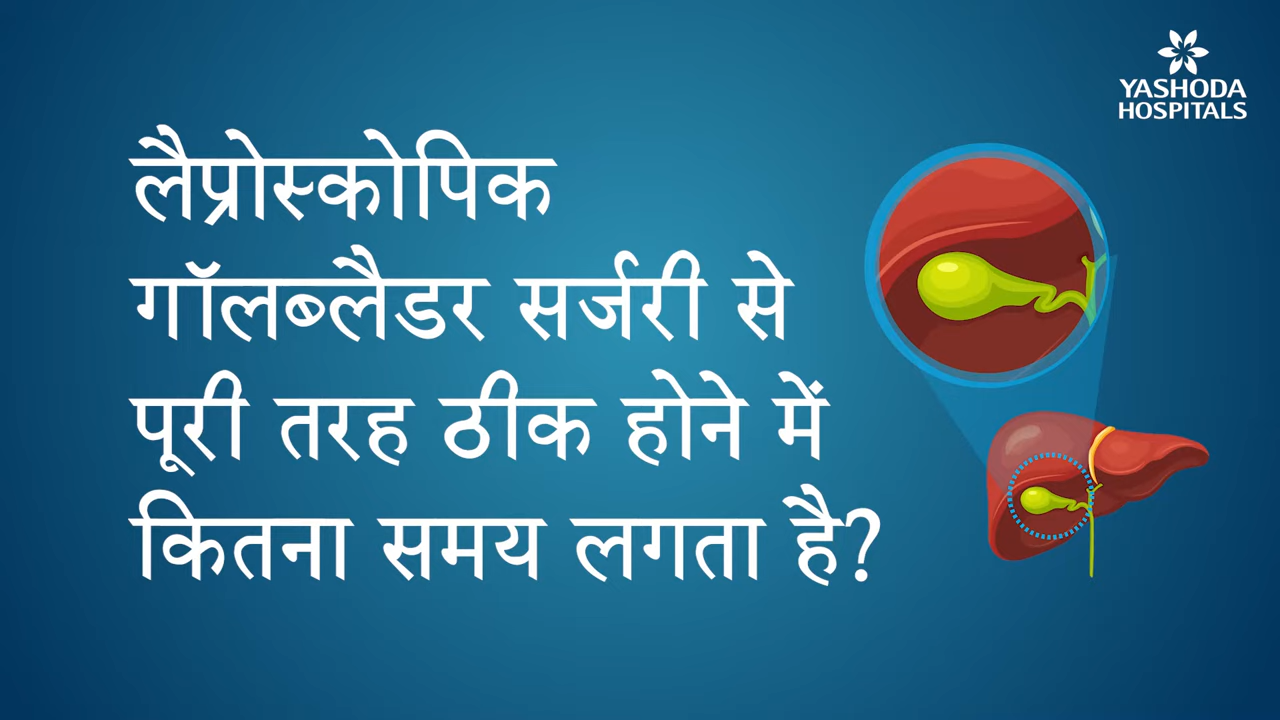 YASHODA
HOSPITALS
लैप्रोस्कोपिक
गॉलब्लैडर सर्जरी से
पूरी तरह ठीक होने में
कितना समय लगता है?